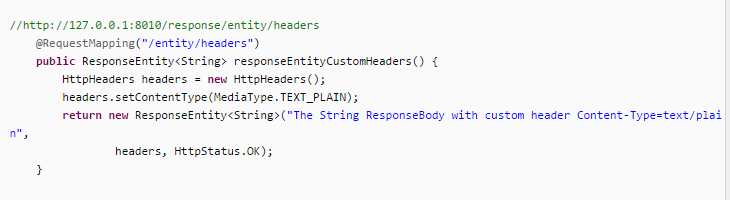 //http://127.0.0.1:8010/response/entity/headers
@RequestMapping("/entity/headers")
public ResponseEntity<String> responseEntityCustomHeaders() {
HttpHeaders headers = new HttpHeaders();
headers.setContentType(MediaType.TEXT_PLAIN);
return new ResponseEntity<String>("The String ResponseBody with custom header Content-Type=text/plai
n",
headers, HttpStatus.OK);
}